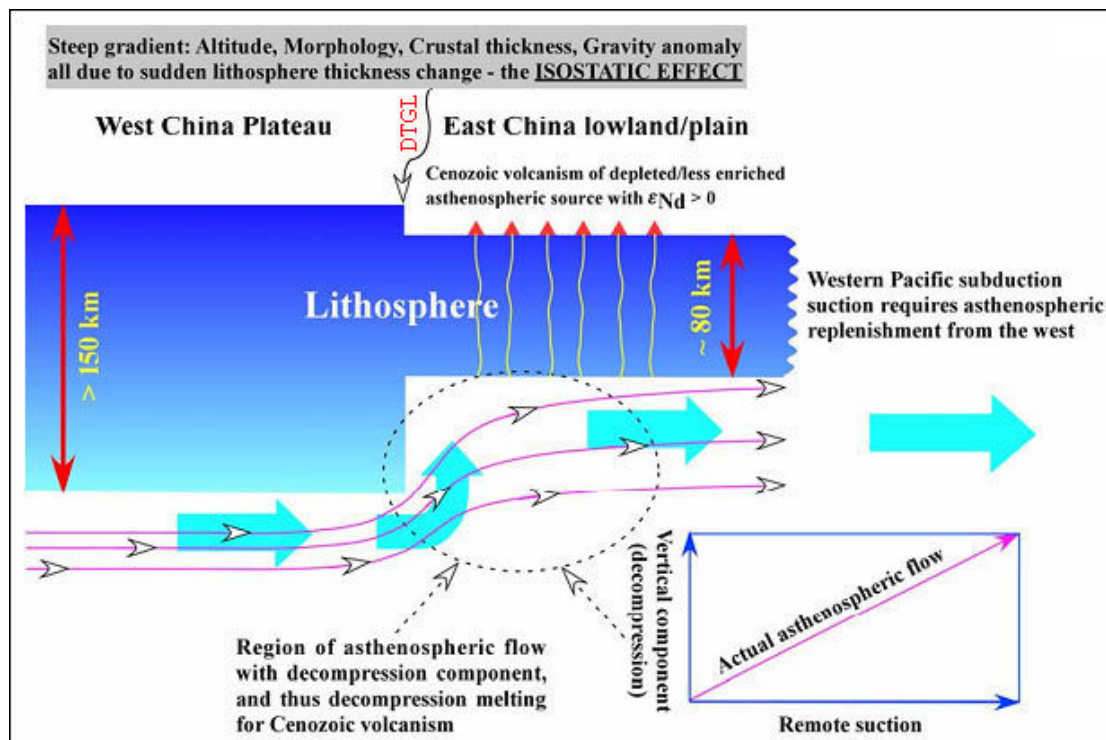 Steep gradient: Altitude, Morphology, Crustal thickness, Gravity anomaly
all due to sudden lithosphere thickness change - the ISOSTATIC EFFECT
West China Plateau
DTGL
East China lowland/plain
Cenozoic volcanism of depleted/less enriched
asthenospheric source with εNd > 0
Lithosphere
> 150 km
~ 80 km
Western Pacific subduction
suction requires asthenospheric
replenishment from the west
Region of asthenospheric flow
with decompression component,
and thus decompression melting
for Cenozoic volcanism
Vertical component
(decompression)
Actual asthenospheric flow
Remote suction